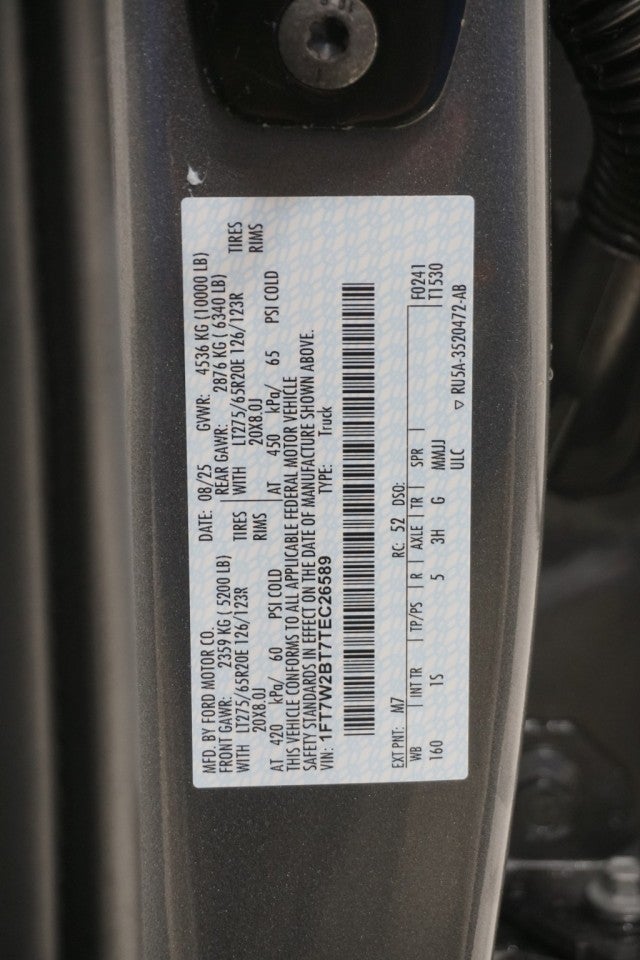 MFD. BY FORD MOTOR CO. DATE: 08/25 GVWR: 4536 KG (10000 LB)
FRONT GAWR: 2359 KG ( 5200 LB) REAR GAWR: 2876 KG ( 6340 LB)
WITH LT275/65R20E 126/123R TIRES WITH LT275/65R20E 126/123R TIRES
20X8.0J RIMS 20X8.0J RIMS
AT 420 kPa/ 60 PSI COLD AT 450 kPa/ 65 PSI COLD
THIS VEHICLE CONFORMS TO ALL APPLICABLE FEDERAL MOTOR VEHICLE
SAFETY STANDARDS IN EFFECT ON THE DATE OF MANUFACTURE SHOWN ABOVE.
VIN: 1FT7W2BT7TEC26589 TYPE: Truck
EXT PNT: M7 RC: 52 DSO: F0241
WB INT TR TP/PS R AXLE TR SPR T1530
160 1S 5 3H G MMJJ
ULC ▽ RU5A-3520472-AB